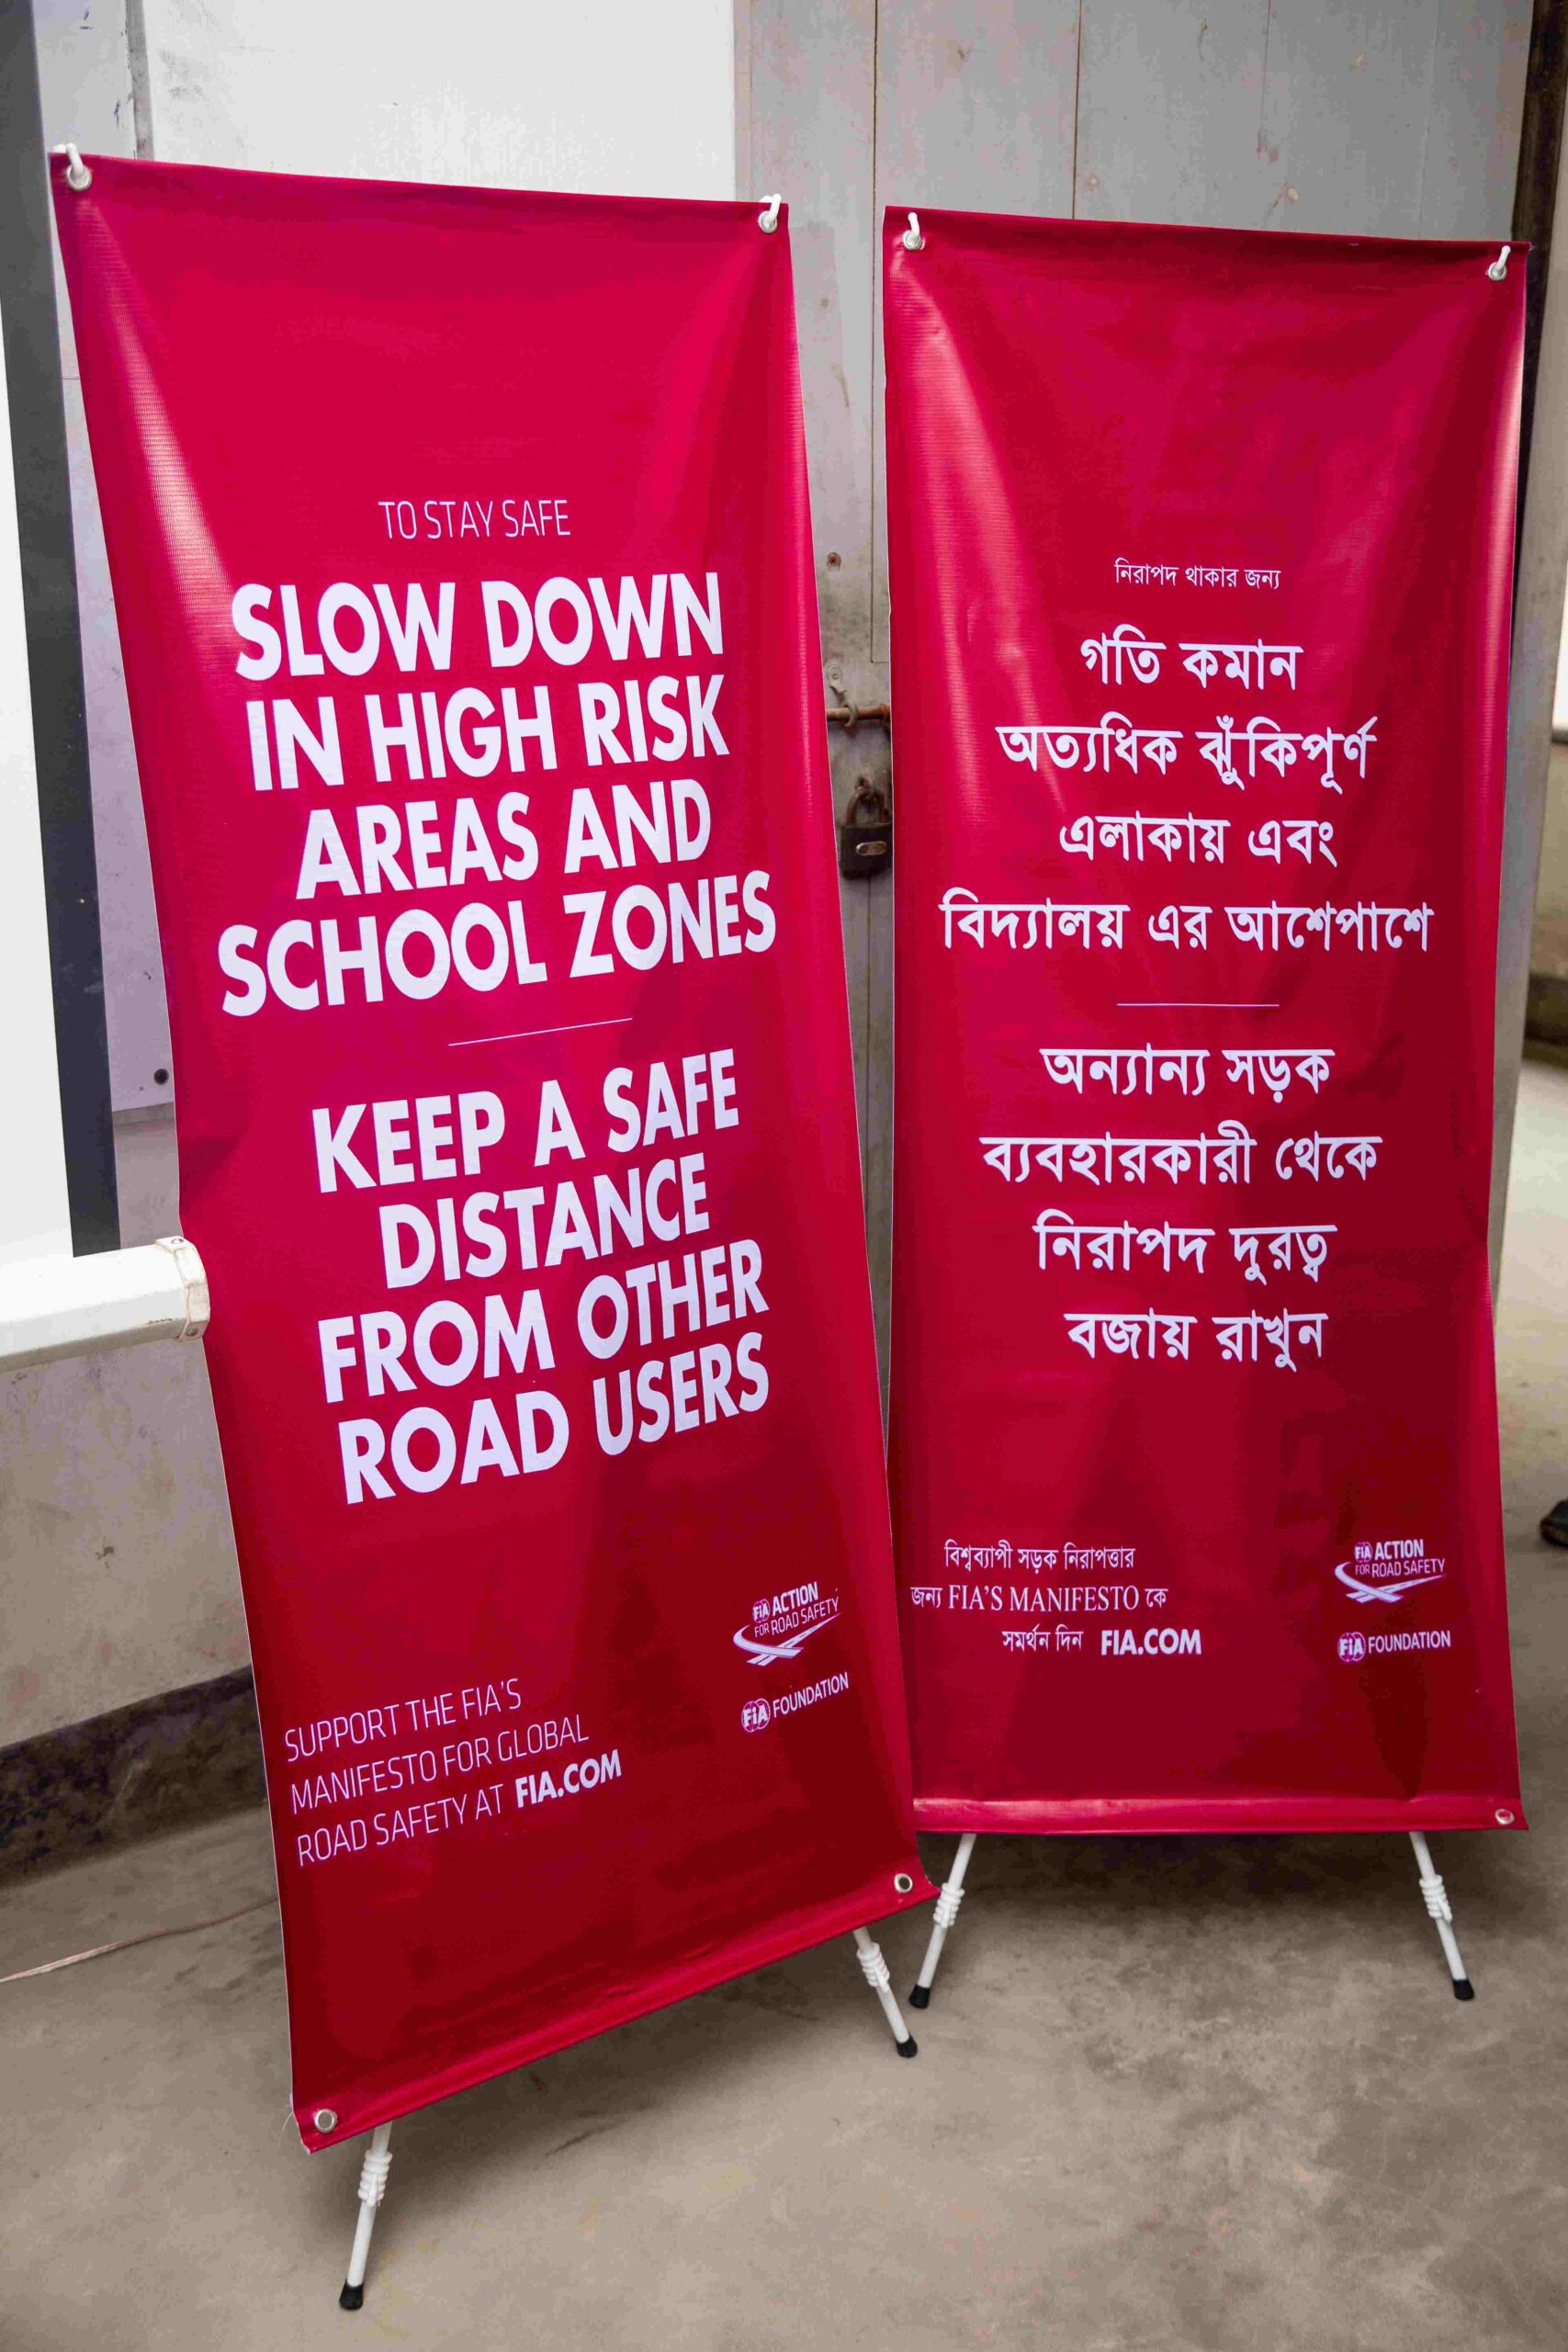 TO STAY SAFE
SLOW DOWN
IN HIGH RISK
AREAS AND
SCHOOL ZONES
KEEP A SAFE
DISTANCE
FROM OTHER
ROAD USERS
SUPPORT THE FIA'S
MANIFESTO FOR GLOBAL
ROAD SAFETY AT FIA.COM
FIA ACTION
FOR ROAD SAFETY
FIA FOUNDATION
নিরাপদ থাকার জন্য
গতি কমান
অত্যধিক ঝুঁকিপূর্ণ
এলাকায় এবং
বিদ্যালয় এর আশেপাশে
অন্যান্য সড়ক
ব্যবহারকারী থেকে
নিরাপদ দুরত্ব
বজায় রাখুন
বিশ্বব্যাপী সড়ক নিরাপত্তার
জন্য FIA'S MANIFESTO কে
সমর্থন দিন FIA.COM
FIA ACTION
FOR ROAD SAFETY
FIA FOUNDATION